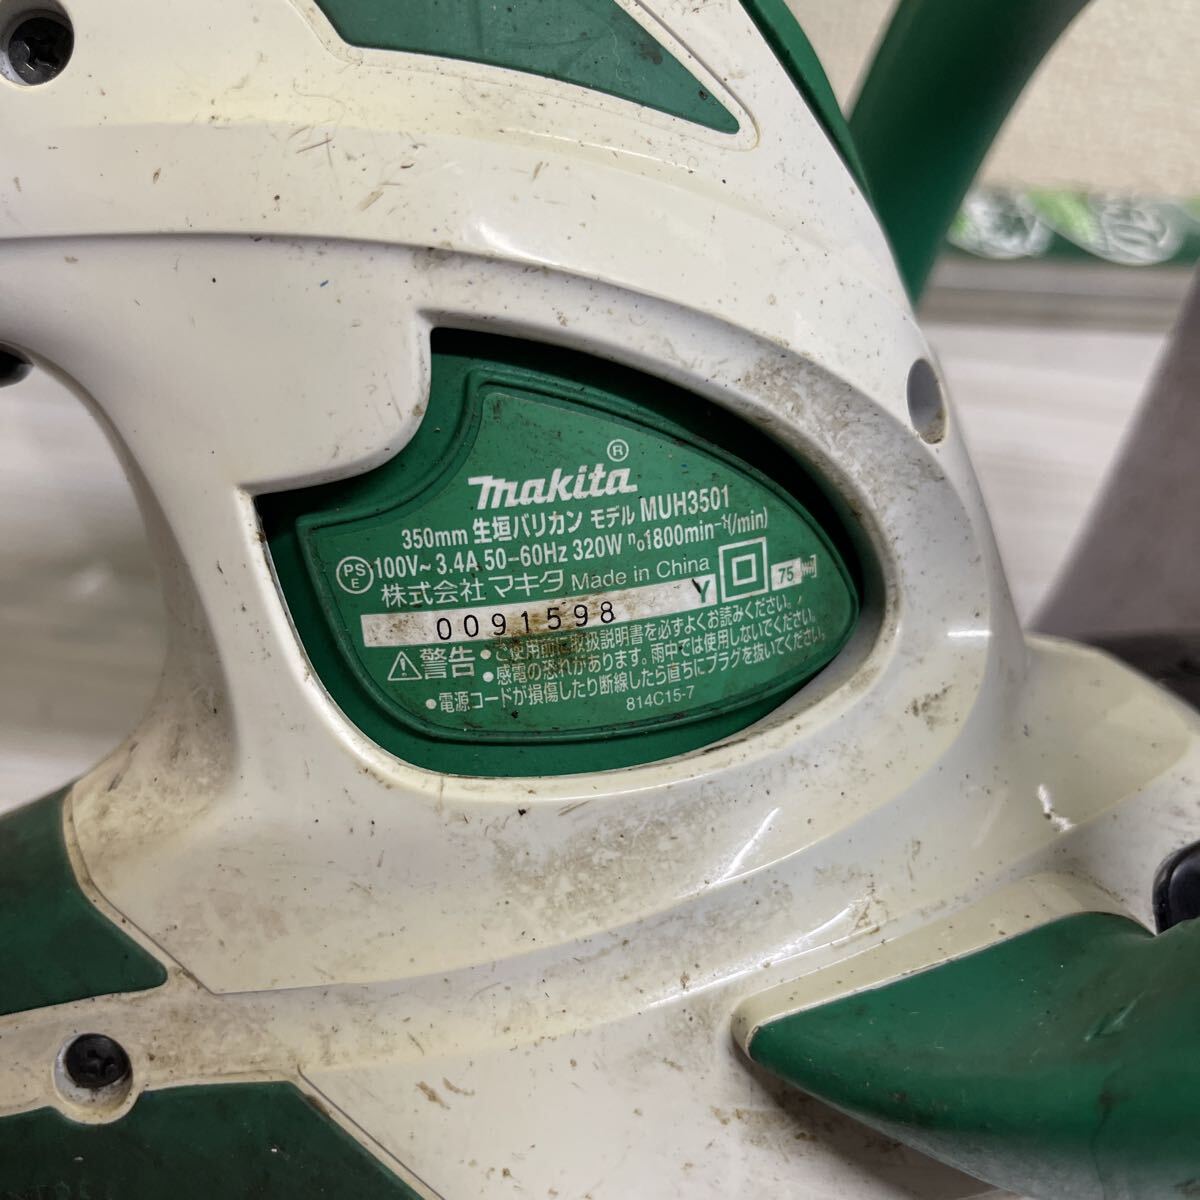 makita®
350mm 生垣バリカン モデル MUH3501
PSE 100V~ 3.4A 50-60Hz 320W n₀1800min⁻¹(/min)
株式会社 マキタ Made in China
0091598 Y 75
警告 • ご使用前に取扱説明書を必ずよくお読みください。
• 感電の恐れがあります。雨中では使用しないでください。
• 電源コードが損傷したり断線したら直ちにプラグを抜いてください。
814C15-7